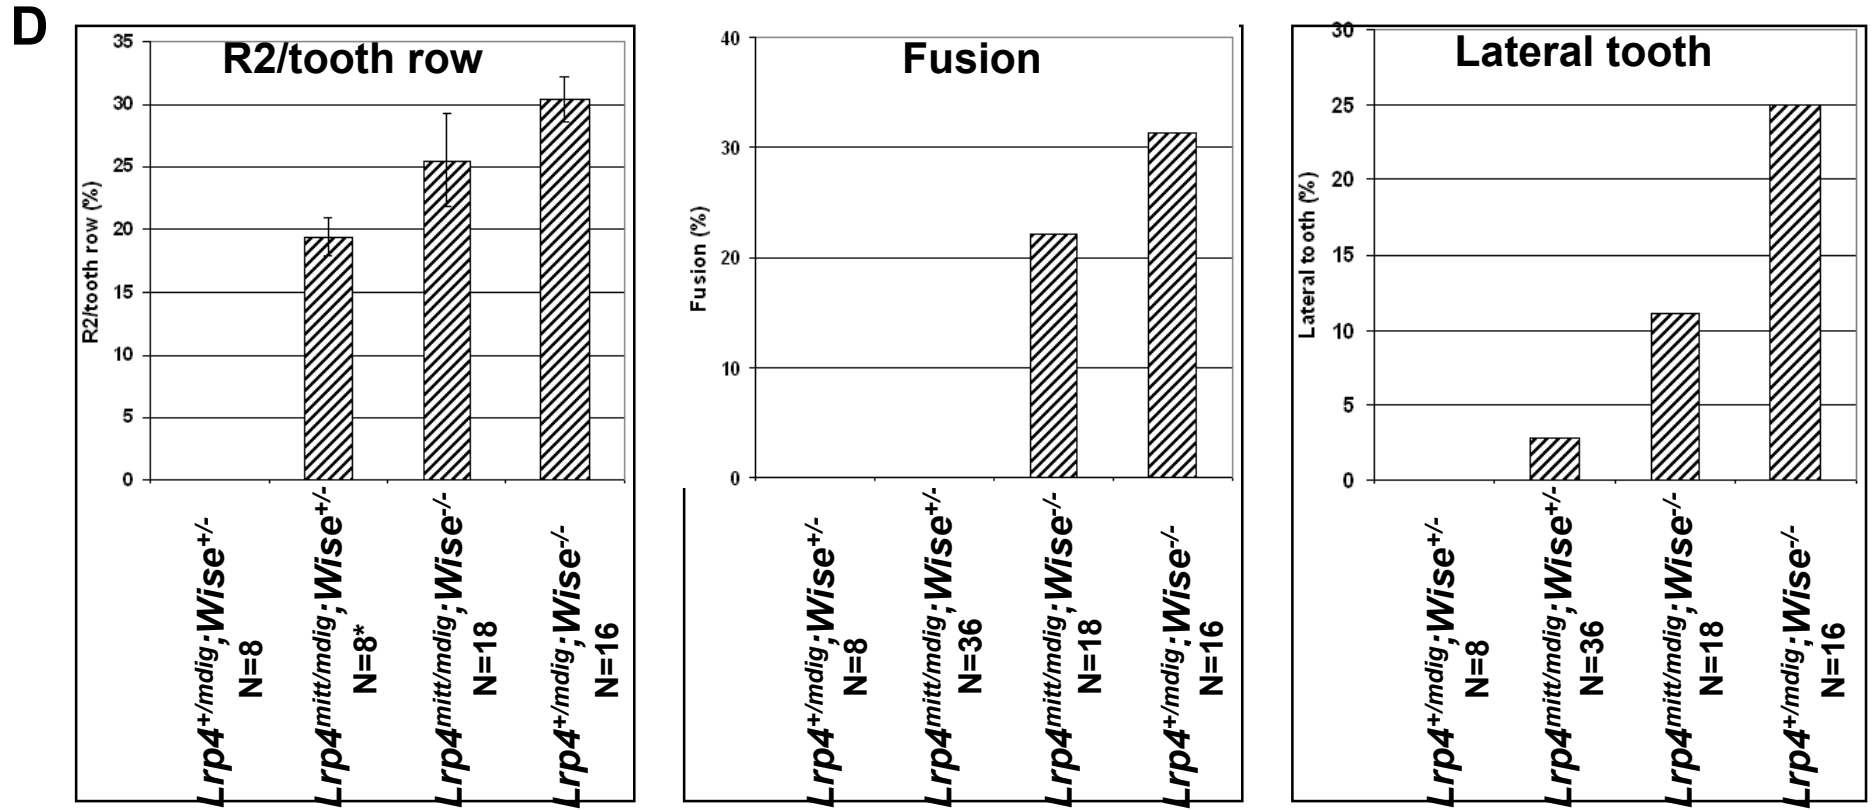 D
R2/tooth row
35
30
25
20
15
10
5
0
R2/tooth row (%)
Lrp4+/mdig;Wise+/-
N=8
Lrp4mitt/mdig;Wise+/-
N=8*
Lrp4mitt/mdig;Wise-/-
N=18
Lrp4+/mdig;Wise-/-
N=16
Fusion
40
30
20
10
0
Fusion (%)
Lrp4+/mdig;Wise+/-
N=8
Lrp4mitt/mdig;Wise+/-
N=36
Lrp4mitt/mdig;Wise-/-
N=18
Lrp4+/mdig;Wise-/-
N=16
Lateral tooth
30
25
20
15
10
5
0
Lateral tooth (%)
Lrp4+/mdig;Wise+/-
N=8
Lrp4mitt/mdig;Wise+/-
N=36
Lrp4mitt/mdig;Wise-/-
N=18
Lrp4+/mdig;Wise-/-
N=16